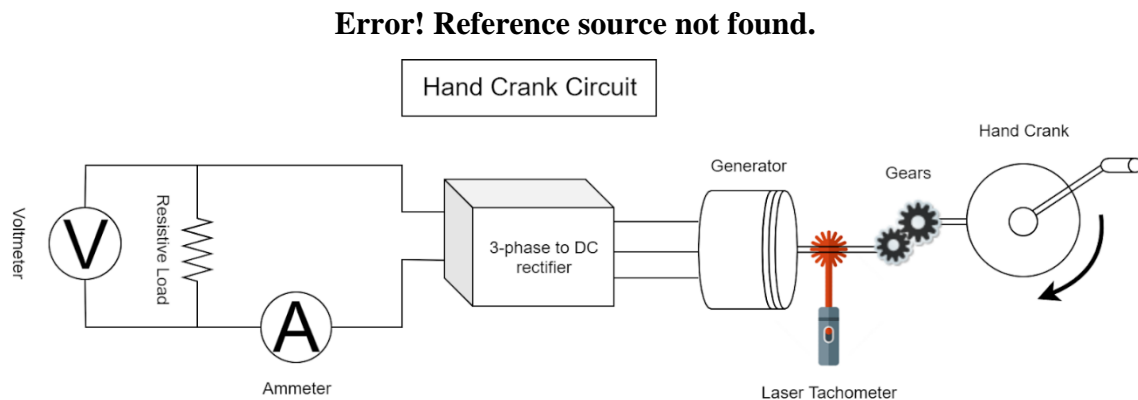 Error! Reference source not found.
Hand Crank Circuit
Hand Crank
Generator
Gears
Voltmeter
V
Resistive Load
3-phase to DC
rectifier
A
Ammeter
Laser Tachometer